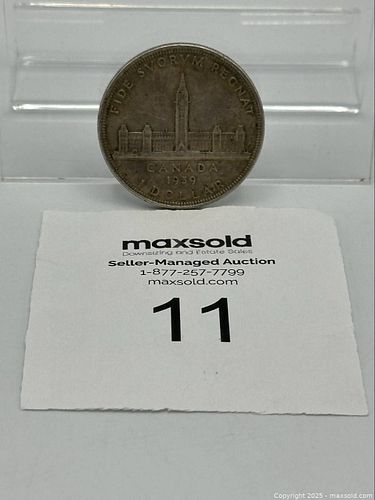 FIDE SVORVM REGNAT
CANADA
1939
1 DOLLAR
maxsold
Downsizing and Estate Sales
Seller-Managed Auction
1-877-257-7799
maxsold.com
11
Copyright 2025 - maxsold.com